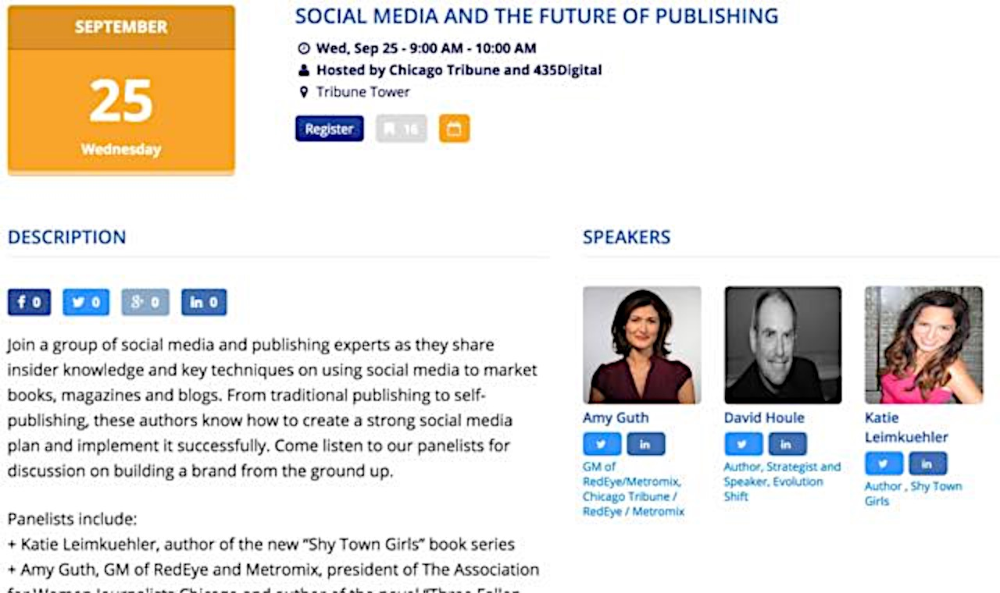 SEPTEMBER
25
Wednesday
SOCIAL MEDIA AND THE FUTURE OF PUBLISHING
Wed, Sep 25 - 9:00 AM - 10:00 AM
Hosted by Chicago Tribune and 435Digital
Tribune Tower
Register
16
DESCRIPTION
f 0
0
g+ 0
in 0
Join a group of social media and publishing experts as they share
insider knowledge and key techniques on using social media to market
books, magazines and blogs. From traditional publishing to self-
publishing, these authors know how to create a strong social media
plan and implement it successfully. Come listen to our panelists for
discussion on building a brand from the ground up.
Panelists include:
+ Katie Leimkuehler, author of the new “Shy Town Girls” book series
+ Amy Guth, GM of RedEye and Metromix, president of The Association
for Women Journalists Chicago and author of the novel “Three Fallen
SPEAKERS
Amy Guth
in
GM of
RedEye/Metromix,
Chicago Tribune /
RedEye / Metromix
David Houle
in
Author, Strategist and
Speaker, Evolution
Shift
Katie
Leimkuehler
in
Author , Shy Town
Girls